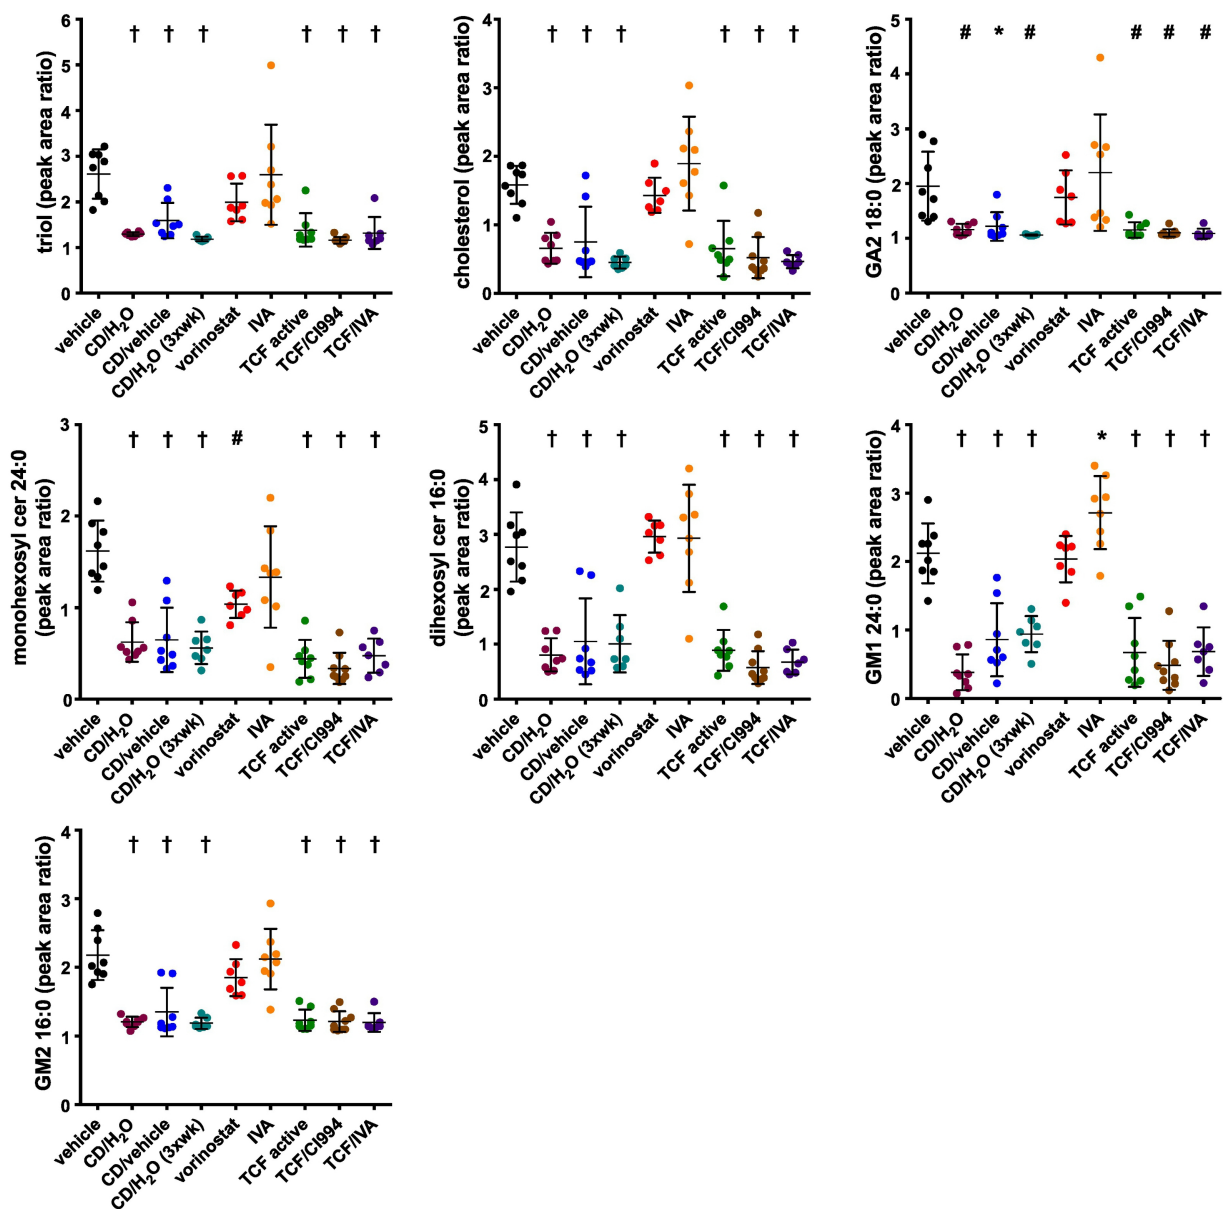 triol (peak area ratio)
6
5
4
3
2
1
0
† † † † † †
vehicle
CD/H₂O
CD/vehicle
CD/H₂O (3xwk)
vorinostat
IVA
TCF active
TCF/CI994
TCF/IVA
cholesterol (peak area ratio)
4
3
2
1
0
† † † † † †
vehicle
CD/H₂O
CD/vehicle
CD/H₂O (3xwk)
vorinostat
IVA
TCF active
TCF/CI994
TCF/IVA
GA2 18:0 (peak area ratio)
5
4
3
2
1
0
# * # # # #
vehicle
CD/H₂O
CD/vehicle
CD/H₂O (3xwk)
vorinostat
IVA
TCF active
TCF/CI994
TCF/IVA
monohexosyl cer 24:0
(peak area ratio)
3
2
1
0
† † † # † † †
vehicle
CD/H₂O
CD/vehicle
CD/H₂O (3xwk)
vorinostat
IVA
TCF active
TCF/CI994
TCF/IVA
dihexosyl cer 16:0
(peak area ratio)
5
4
3
2
1
0
† † † † † †
vehicle
CD/H₂O
CD/vehicle
CD/H₂O (3xwk)
vorinostat
IVA
TCF active
TCF/CI994
TCF/IVA
GM1 24:0 (peak area ratio)
4
3
2
1
0
† † † * † † †
vehicle
CD/H₂O
CD/vehicle
CD/H₂O (3xwk)
vorinostat
IVA
TCF active
TCF/CI994
TCF/IVA
GM2 16:0 (peak area ratio)
4
3
2
1
0
† † † † † †
vehicle
CD/H₂O
CD/vehicle
CD/H₂O (3xwk)
vorinostat
IVA
TCF active
TCF/CI994
TCF/IVA